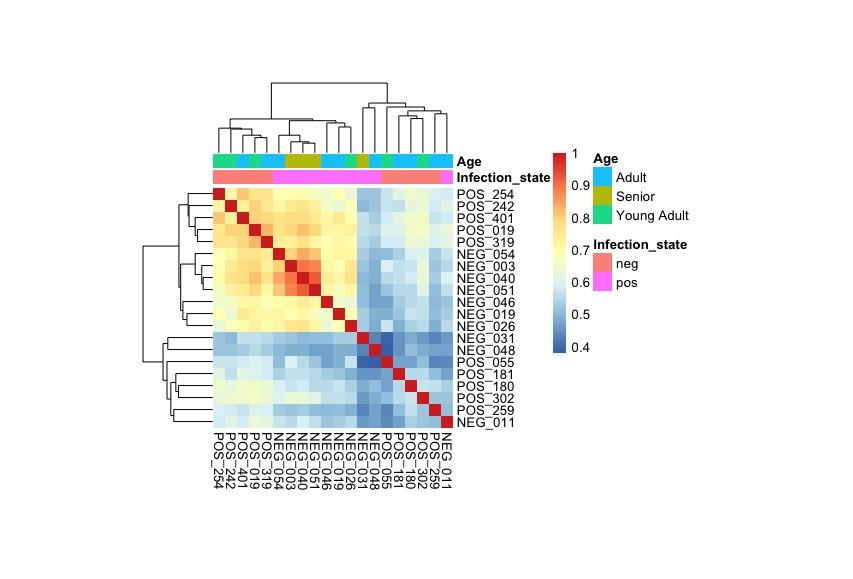 Age
Infection_state
POS_254
POS_242
POS_401
POS_019
POS_319
NEG_054
NEG_003
NEG_040
NEG_051
NEG_046
NEG_019
NEG_026
NEG_031
NEG_048
POS_055
POS_181
POS_180
POS_302
POS_259
NEG_011
POS_254
POS_242
POS_401
POS_019
POS_319
NEG_054
NEG_003
NEG_040
NEG_051
NEG_046
NEG_019
NEG_026
NEG_031
NEG_048
POS_055
POS_181
POS_180
POS_302
POS_259
NEG_011
1
0.9
0.8
0.7
0.6
0.5
0.4
Age
Adult
Senior
Young Adult
Infection_state
neg
pos